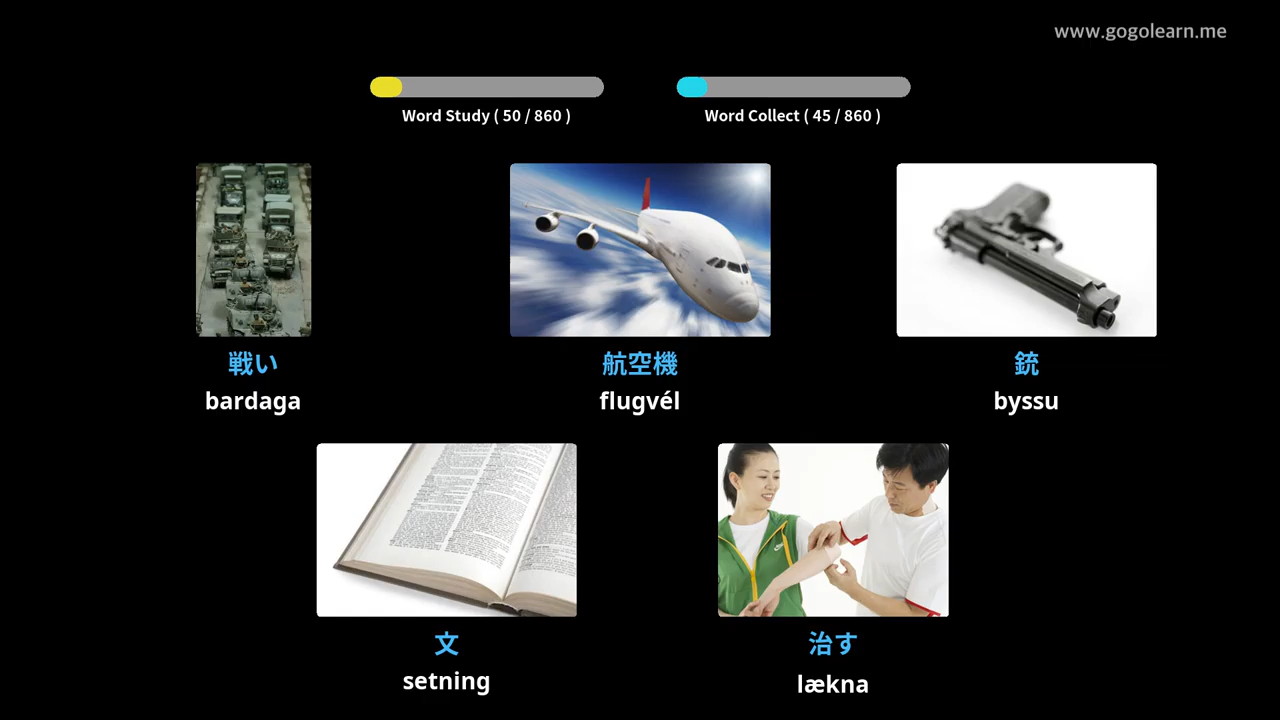 www.gogolearn.me
Word Study ( 50 / 860 )
Word Collect ( 45 / 860 )
戦い
bardaga
航空機
flugvél
銃
byssu
文
setning
治す
lækna